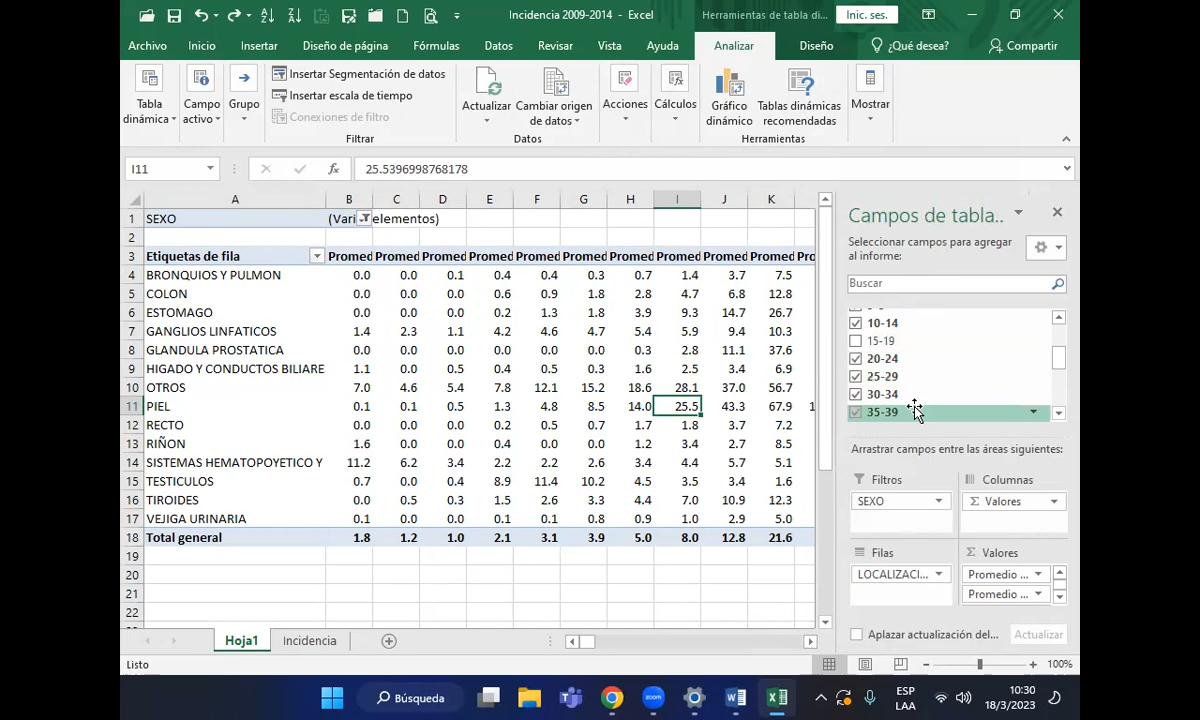 Incidencia 2009-2014 - Excel
Herramientas de tabla di...
Inic. ses.
Archivo Inicio Insertar Diseño de página Fórmulas Datos Revisar Vista Ayuda Analizar Diseño ¿Qué desea? Compartir
Tabla dinámica
Campo activo
Grupo
Insertar Segmentación de datos
Insertar escala de tiempo
Conexiones de filtro
Filtrar
Actualizar
Cambiar origen de datos
Datos
Acciones
Cálculos
Gráfico dinámico
Tablas dinámicas recomendadas
Herramientas
Mostrar
I11 fx 25.5396998768178
A B C D E F G H I J K
1 SEXO (Vari elementos)
2
3 Etiquetas de fila Promed Promed Promed Promed Promed Promed Promed Promed Promed Promed Pro
4 BRONQUIOS Y PULMON 0.0 0.0 0.1 0.4 0.4 0.3 0.7 1.4 3.7 7.5
5 COLON 0.0 0.0 0.0 0.6 0.9 1.8 2.8 4.7 6.8 12.8
6 ESTOMAGO 0.0 0.0 0.0 0.2 1.3 1.8 3.9 9.3 14.7 26.7
7 GANGLIOS LINFATICOS 1.4 2.3 1.1 4.2 4.6 4.7 5.4 5.9 9.4 10.3
8 GLANDULA PROSTATICA 0.0 0.0 0.0 0.0 0.0 0.0 0.3 2.8 11.1 37.6
9 HIGADO Y CONDUCTOS BILIARE 1.1 0.0 0.5 0.4 0.5 0.3 1.6 2.5 3.4 6.9
10 OTROS 7.0 4.6 5.4 7.8 12.1 15.2 18.6 28.1 37.0 56.7
11 PIEL 0.1 0.1 0.5 1.3 4.8 8.5 14.0 25.5 43.3 67.9 1
12 RECTO 0.0 0.0 0.0 0.2 0.5 0.7 1.7 1.8 3.7 7.2
13 RIÑON 1.6 0.0 0.0 0.4 0.0 0.0 1.2 3.4 2.7 8.5
14 SISTEMAS HEMATOPOYETICO Y 11.2 6.2 3.4 2.2 2.2 2.6 3.4 4.4 5.7 5.1
15 TESTICULOS 0.7 0.0 0.4 8.9 11.4 10.2 4.5 3.5 3.4 1.6
16 TIROIDES 0.0 0.5 0.3 1.5 2.6 3.3 4.4 7.0 10.9 12.3
17 VEJIGA URINARIA 0.1 0.0 0.0 0.1 0.1 0.8 0.9 1.0 2.9 5.0
18 Total general 1.8 1.2 1.0 2.1 3.1 3.9 5.0 8.0 12.8 21.6
19
20
21
22
Campos de tabla..
Seleccionar campos para agregar
al informe:
Buscar
10-14
15-19
20-24
25-29
30-34
35-39
Arrastrar campos entre las áreas siguientes:
Filtros Columnas
SEXO Σ Valores
Filas Σ Valores
LOCALIZACI... Promedio ...
Promedio ...
Aplazar actualización del... Actualizar
Hoja1 Incidencia
Listo 100%
Búsqueda zoom
ESP
LAA
10:30
18/3/2023